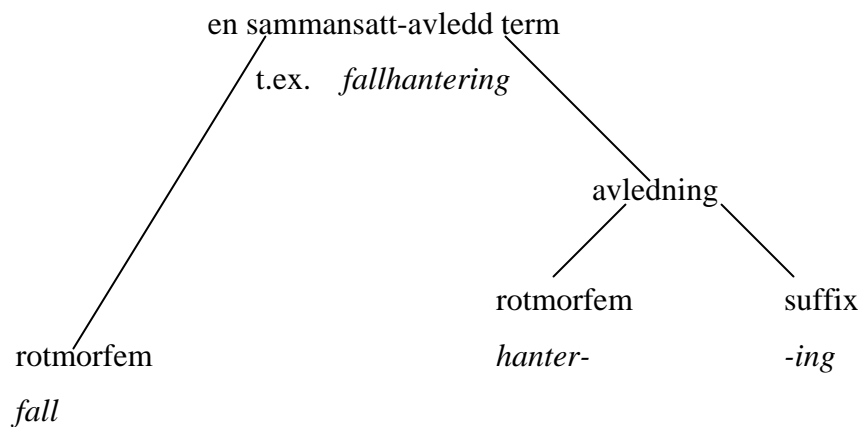 en sammansatt-avledd term
t.ex. fallhantering
avledning
rotmorfem suffix
hanter- -ing
rotmorfem
fall